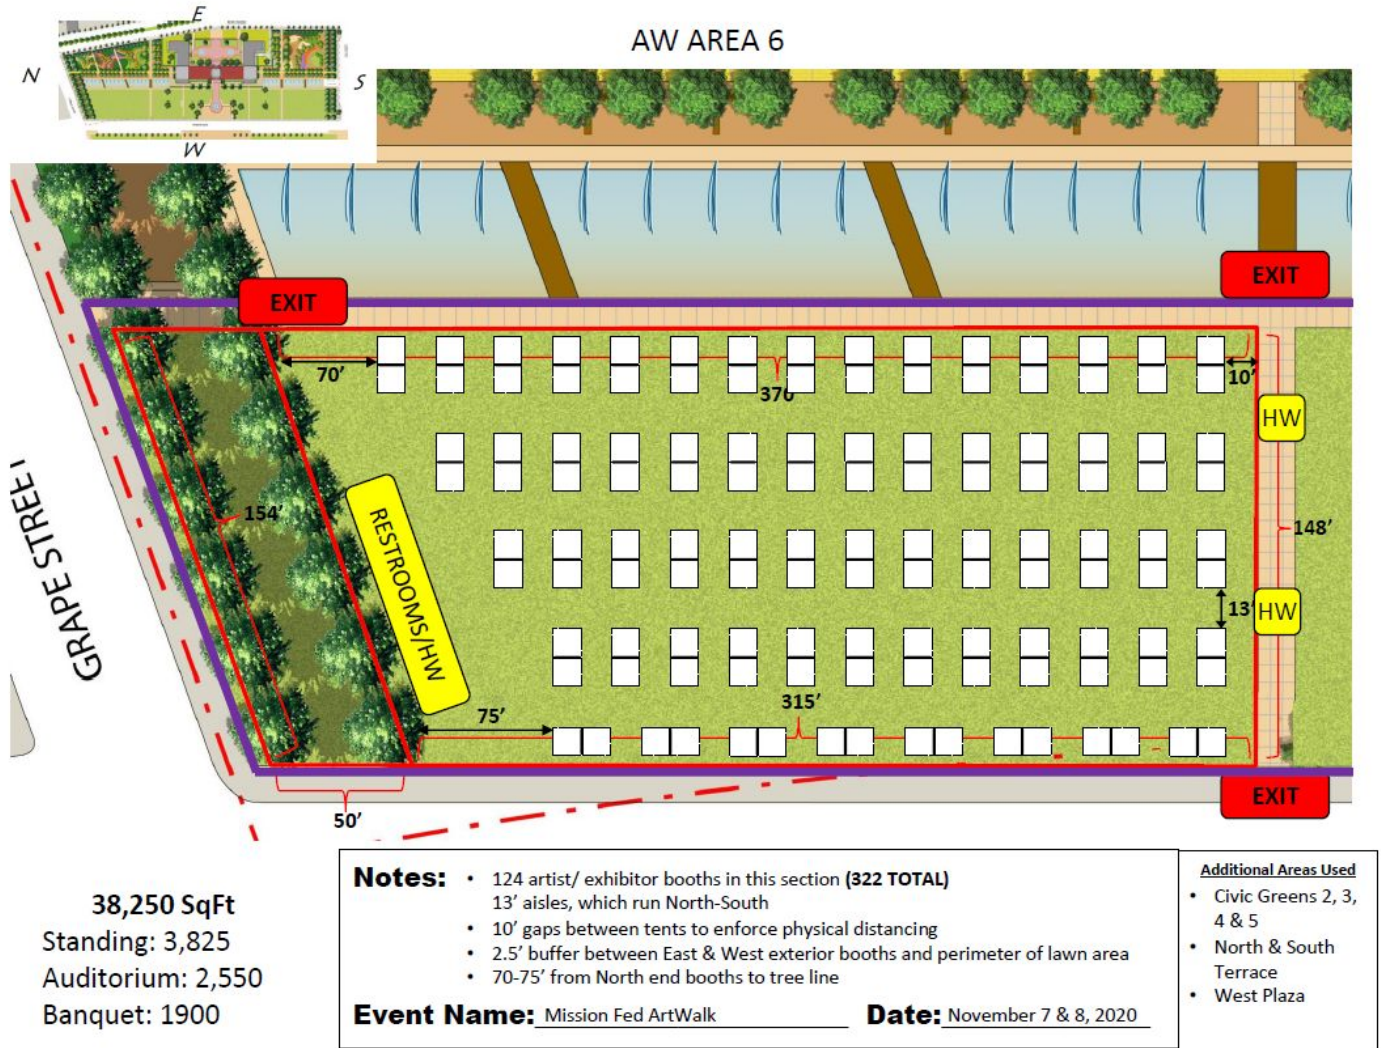 E
AW AREA 6
N
S
W
EXIT
EXIT
70'
370'
10'
HW
GRAPE STREET
154'
RESTROOMS/HW
148'
13'
HW
315'
75'
EXIT
50'
38,250 SqFt
Standing: 3,825
Auditorium: 2,550
Banquet: 1900
Notes:
• 124 artist/ exhibitor booths in this section (322 TOTAL)
13' aisles, which run North-South
• 10' gaps between tents to enforce physical distancing
• 2.5' buffer between East & West exterior booths and perimeter of lawn area
• 70-75' from North end booths to tree line
Event Name: Mission Fed ArtWalk Date: November 7 & 8, 2020
Additional Areas Used
• Civic Greens 2, 3,
4 & 5
• North & South
Terrace
• West Plaza